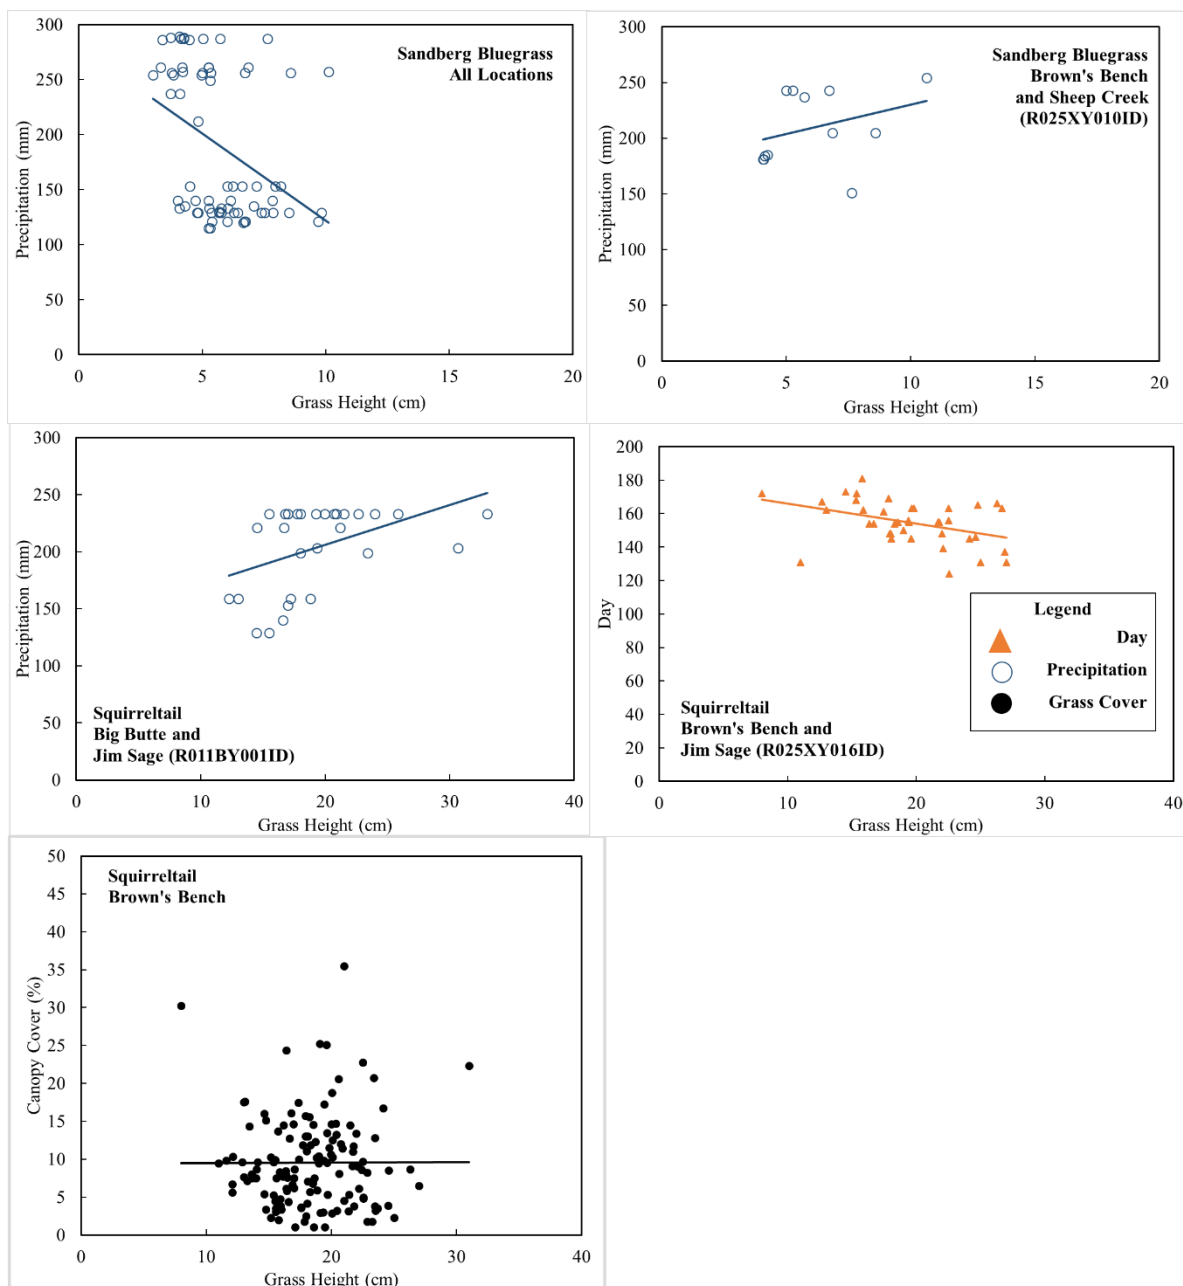 300
250
200
150
100
50
0
Precipitation (mm)
Sandberg Bluegrass
All Locations
0
5
10
15
20
Grass Height (cm)
300
250
200
150
100
50
0
Precipitation (mm)
Sandberg Bluegrass
Brown's Bench
and Sheep Creek
(R025XY010ID)
0
5
10
15
20
Grass Height (cm)
300
250
200
150
100
50
0
Precipitation (mm)
Squirreltail
Big Butte and
Jim Sage (R011BY001ID)
0
10
20
30
40
Grass Height (cm)
200
180
160
140
120
100
80
60
40
20
0
Day
Legend
Day
Precipitation
Grass Cover
Squirreltail
Brown's Bench and
Jim Sage (R025XY016ID)
0
10
20
30
40
Grass Height (cm)
50
45
40
35
30
25
20
15
10
5
0
Canopy Cover (%)
Squirreltail
Brown's Bench
0
10
20
30
40
Grass Height (cm)